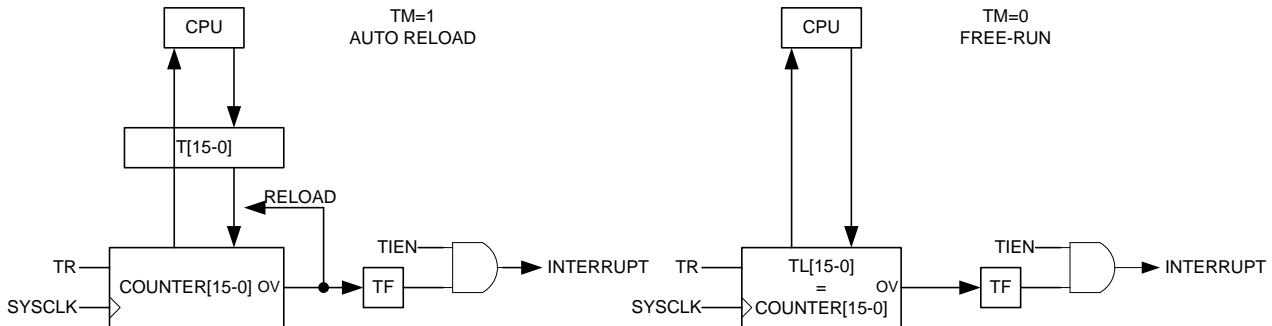 CPU
TM=1
AUTO RELOAD
T[15-0]
RELOAD
TR
SYSCLK
COUNTER[15-0] OV
TF
TIEN
INTERRUPT
CPU
TM=0
FREE-RUN
TR
SYSCLK
TL[15-0]
=
COUNTER[15-0]
OV
TF
TIEN
INTERRUPT